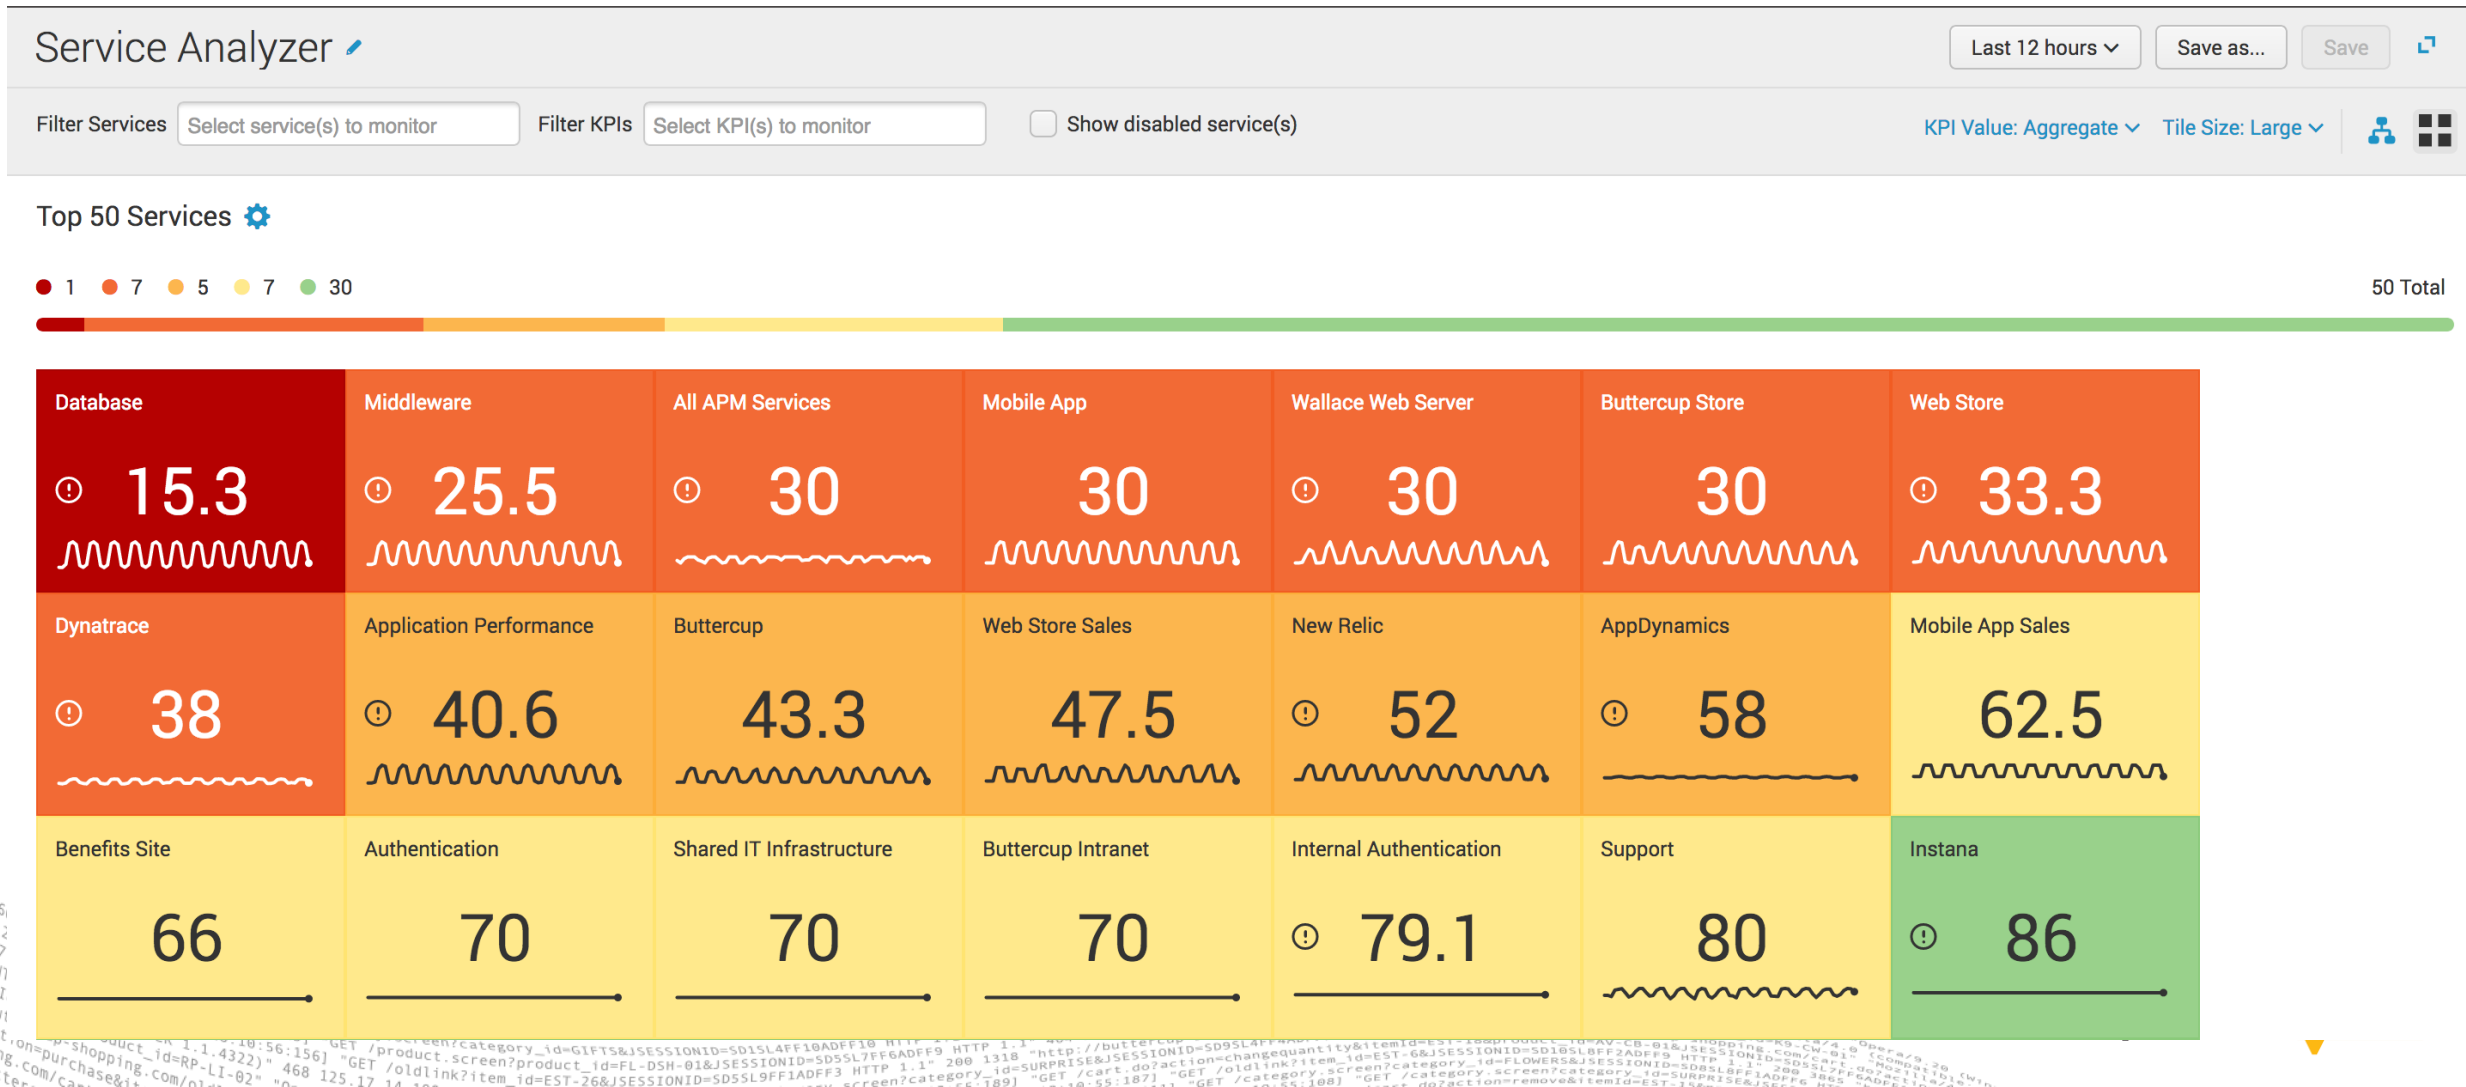 Service Analyzer
Last 12 hours
Save as...
Save
Filter Services
Select service(s) to monitor
Filter KPIs
Select KPI(s) to monitor
Show disabled service(s)
KPI Value: Aggregate
Tile Size: Large
Top 50 Services
1 7 5 7 30
50 Total
Database
Middleware
All APM Services
Mobile App
Wallace Web Server
Buttercup Store
Web Store
15.3
25.5
30
30
30
30
33.3
Dynatrace
Application Performance
Buttercup
Web Store Sales
New Relic
AppDynamics
Mobile App Sales
38
40.6
43.3
47.5
52
58
62.5
Benefits Site
Authentication
Shared IT Infrastructure
Buttercup Intranet
Internal Authentication
Support
Instana
66
70
70
70
79.1
80
86